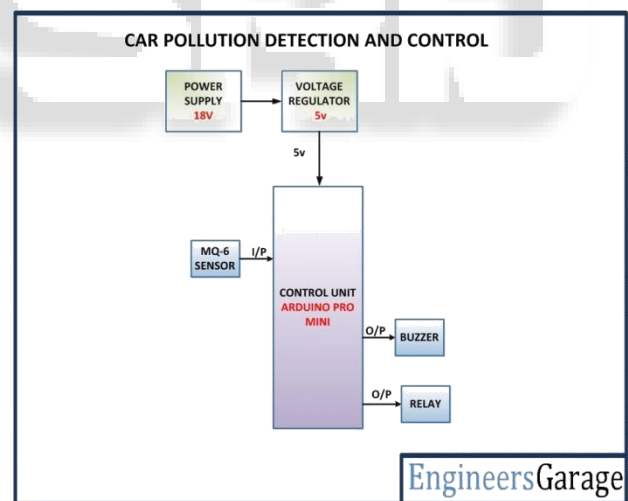 CAR POLLUTION DETECTION AND CONTROL
POWER
SUPPLY
18V
VOLTAGE
REGULATOR
5v
5v
MQ-6
SENSOR
I/P
CONTROL UNIT
ARDUINO PRO
MINI
O/P
BUZZER
O/P
RELAY
EngineersGarage